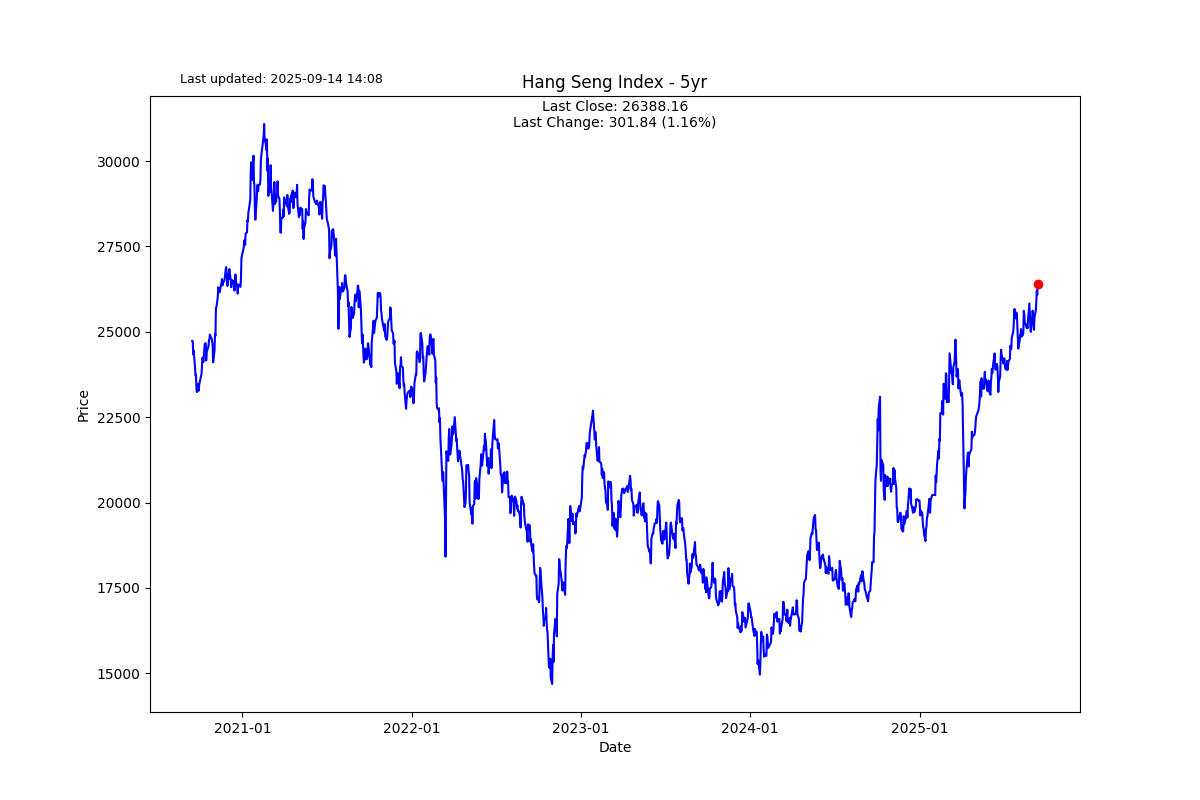 Last updated: 2025-09-14 14:08
Hang Seng Index - 5yr
Last Close: 26388.16
Last Change: 301.84 (1.16%)
30000
27500
25000
22500
20000
17500
15000
Price
2021-01
2022-01
2023-01
2024-01
2025-01
Date